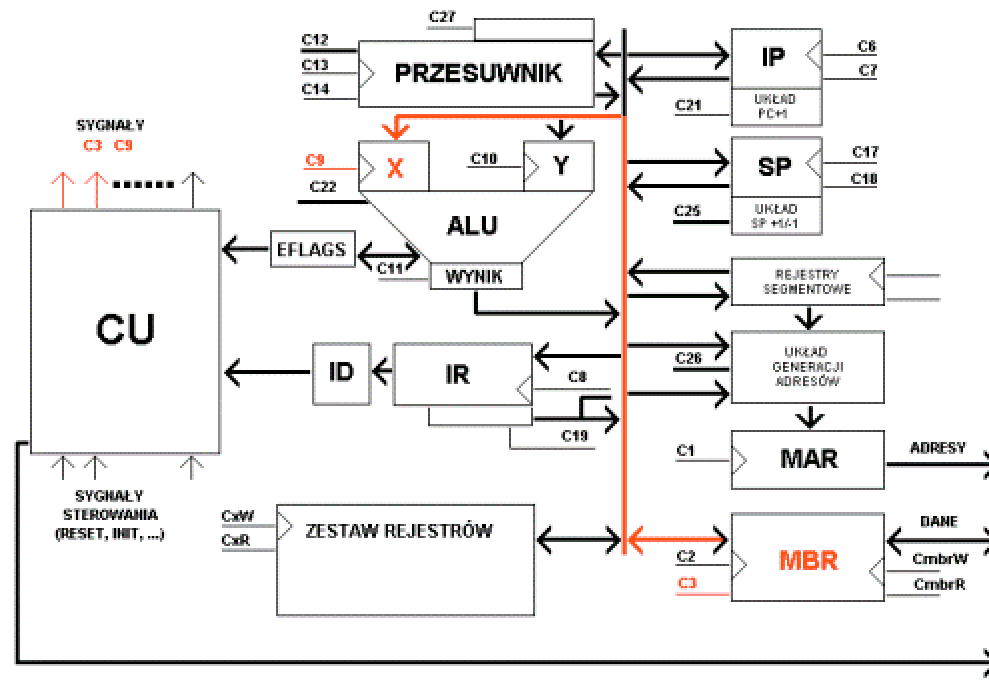 C27
C12
C13
C14
PRZESUWNIK
IP
C6
C7
C21
UKŁAD
PC+1
SYGNAŁY
C3 C9
C9
X
C10
Y
C22
ALU
SP
C17
C18
C25
UKŁAD
SP +1/-1
EFLAGS
C11
WYNIK
REJESTRY
SEGMENTOWE
CU
ID
IR
C8
C19
C26
UKŁAD
GENERACJI
ADRESÓW
C1
MAR
ADRESY
SYGNAŁY
STEROWANIA
(RESET, INIT, ...)
CxW
CxR
ZESTAW REJESTRÓW
C2
C3
MBR
DANE
CmbrW
CmbrR